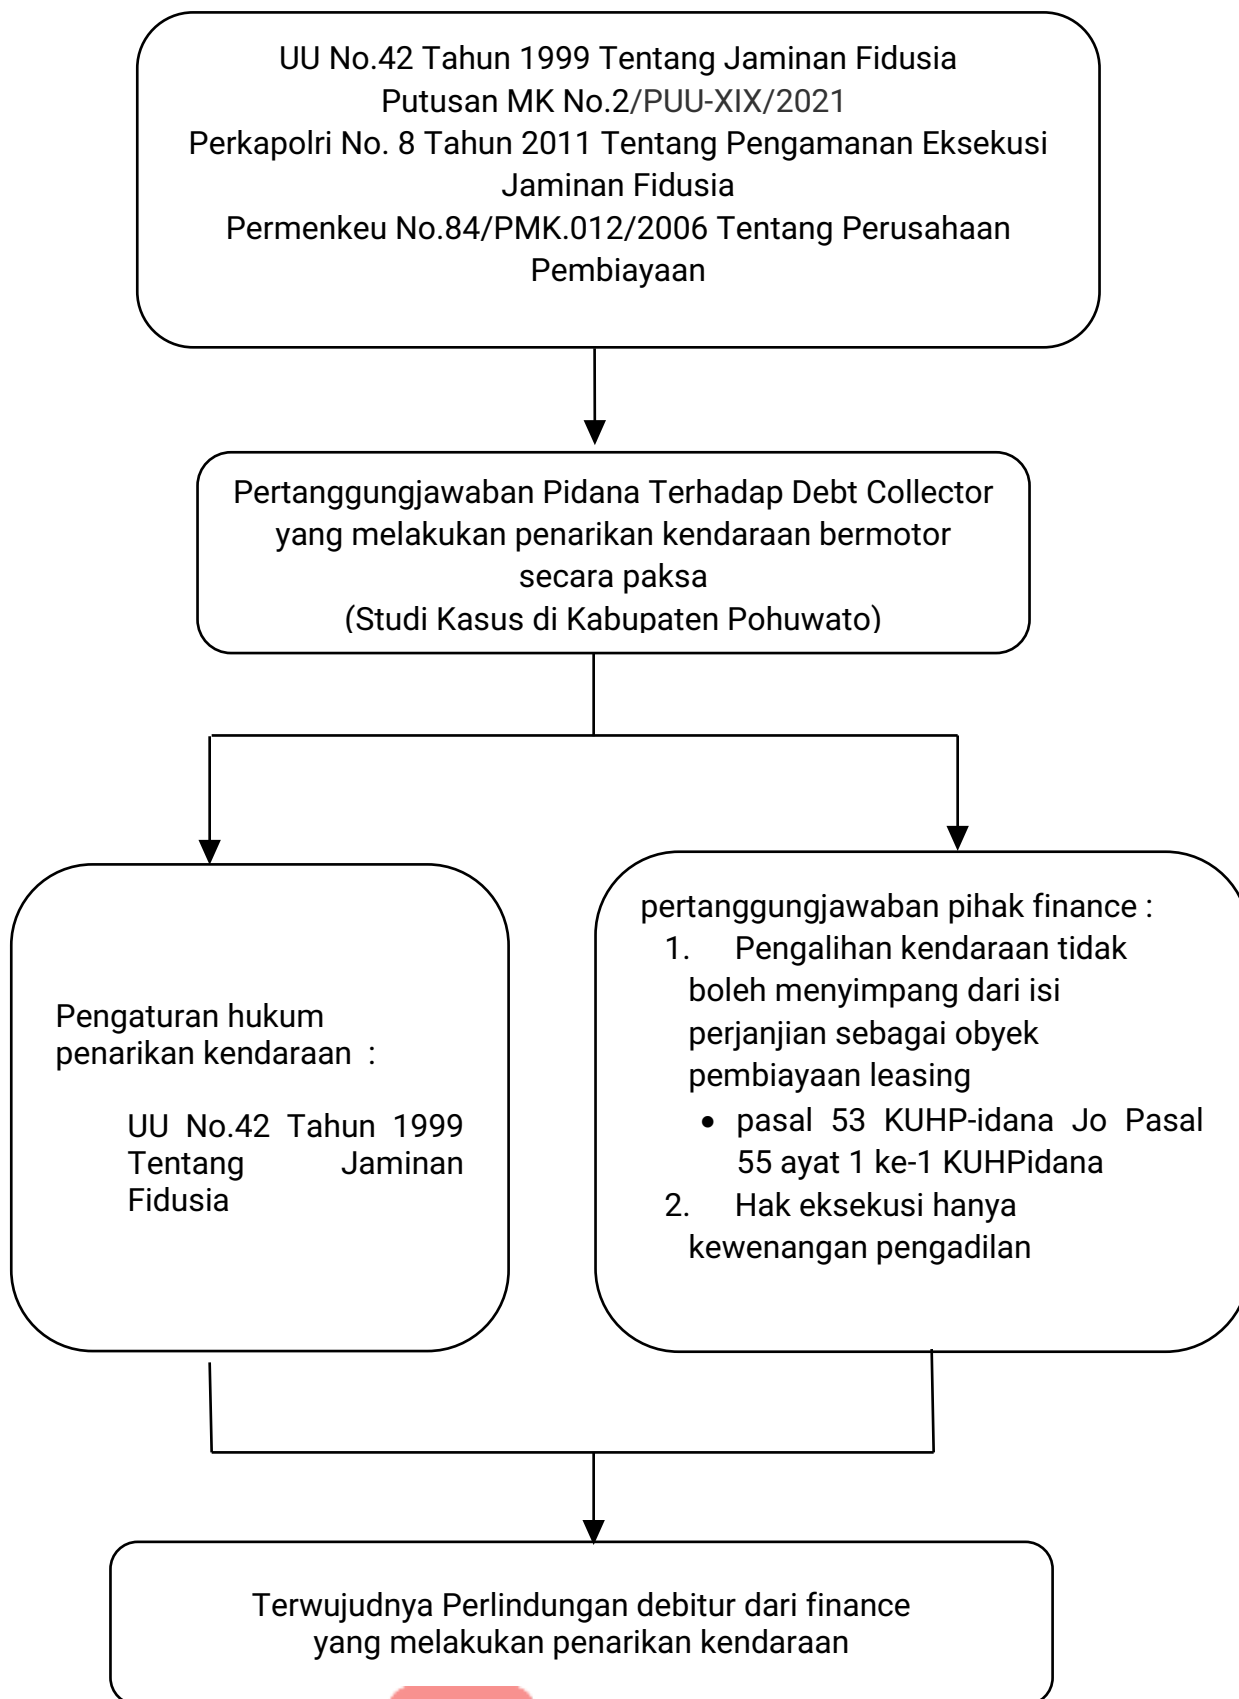 UU No.42 Tahun 1999 Tentang Jaminan Fidusia
Putusan MK No.2/PUU-XIX/2021
Perkapolri No. 8 Tahun 2011 Tentang Pengamanan Eksekusi
Jaminan Fidusia
Permenkeu No.84/PMK.012/2006 Tentang Perusahaan
Pembiayaan
Pertanggungjawaban Pidana Terhadap Debt Collector
yang melakukan penarikan kendaraan bermotor
secara paksa
(Studi Kasus di Kabupaten Pohuwato)
Pengaturan hukum
penarikan kendaraan :
UU No.42 Tahun 1999
Tentang Jaminan
Fidusia
pertanggungjawaban pihak finance :
1. Pengalihan kendaraan tidak
boleh menyimpang dari isi
perjanjian sebagai obyek
pembiayaan leasing
• pasal 53 KUHP-idana Jo Pasal
55 ayat 1 ke-1 KUHPidana
2. Hak eksekusi hanya
kewenangan pengadilan
Terwujudnya Perlindungan debitur dari finance
yang melakukan penarikan kendaraan